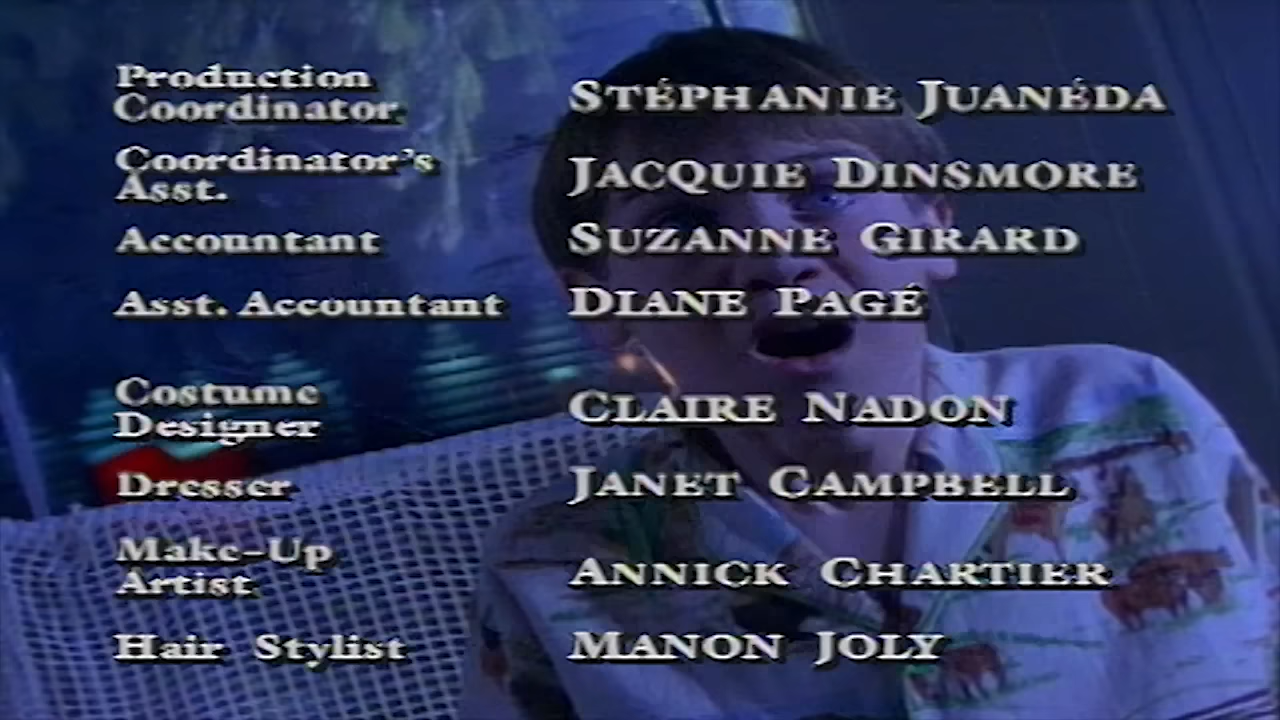 Production
Coordinator
STÉPHANIE JUANÉDA
Coordinator's
Asst.
JACQUIE DINSMORE
Accountant SUZANNE GIRARD
Asst. Accountant DIANE PAGÉ
Costume
Designer
CLAIRE NADON
Dresser JANET CAMPBELL
Make-Up
Artist
ANNICK CHARTIER
Hair Stylist MANON JOLY